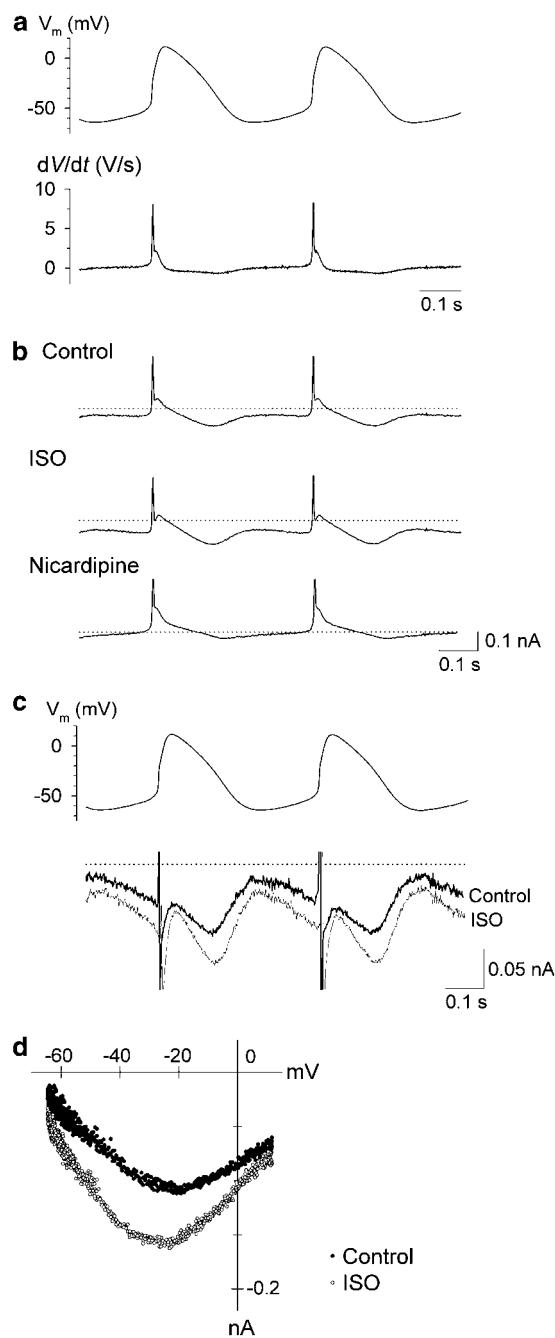 a
Vm (mV)
0
-50
dV/dt (V/s)
10
5
0
0.1 s
b
Control
ISO
Nicardipine
0.1 nA
0.1 s
c
Vm (mV)
0
-50
Control
ISO
0.05 nA
0.1 s
d
-60 -40 -20 0
mV
Control
ISO
-0.2
nA